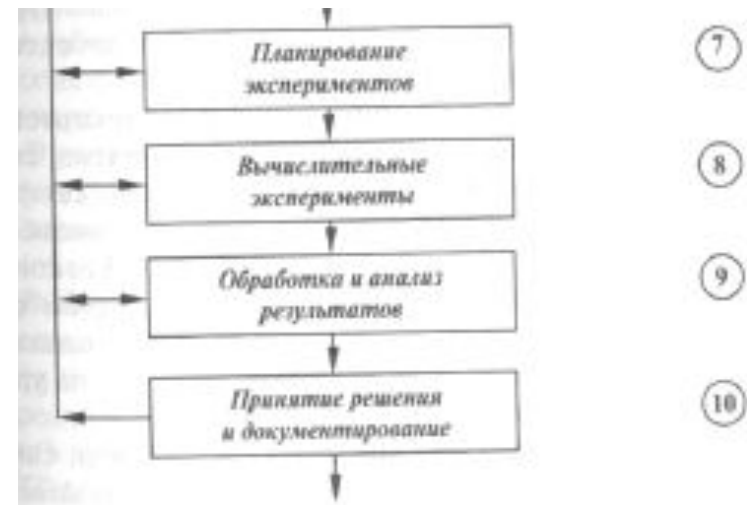 Планирование
экспериментов
7
Вычислительные
эксперименты
8
Обработка и анализ
результатов
9
Принятие решения
и документирование
10